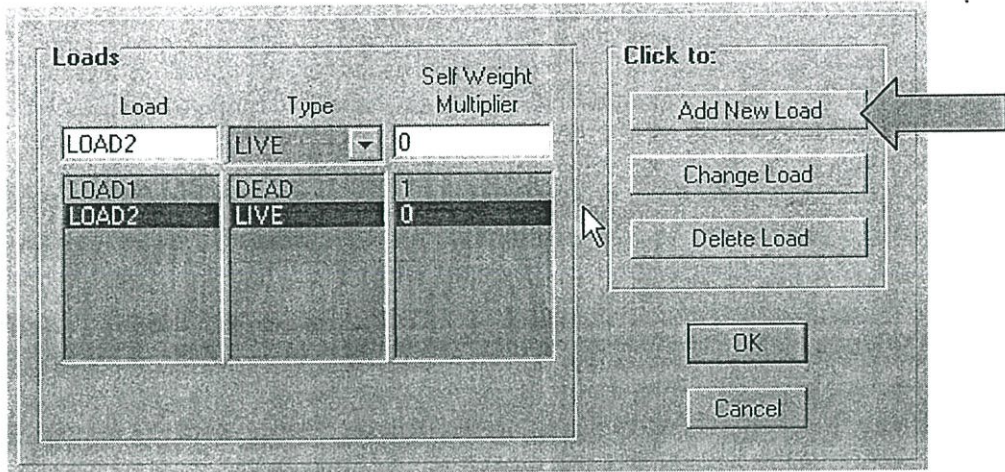 Loads
Load Type Self Weight Multiplier
LOAD2 LIVE 0
LOAD1 DEAD 1
LOAD2 LIVE 0
Click to:
Add New Load
Change Load
Delete Load
OK
Cancel